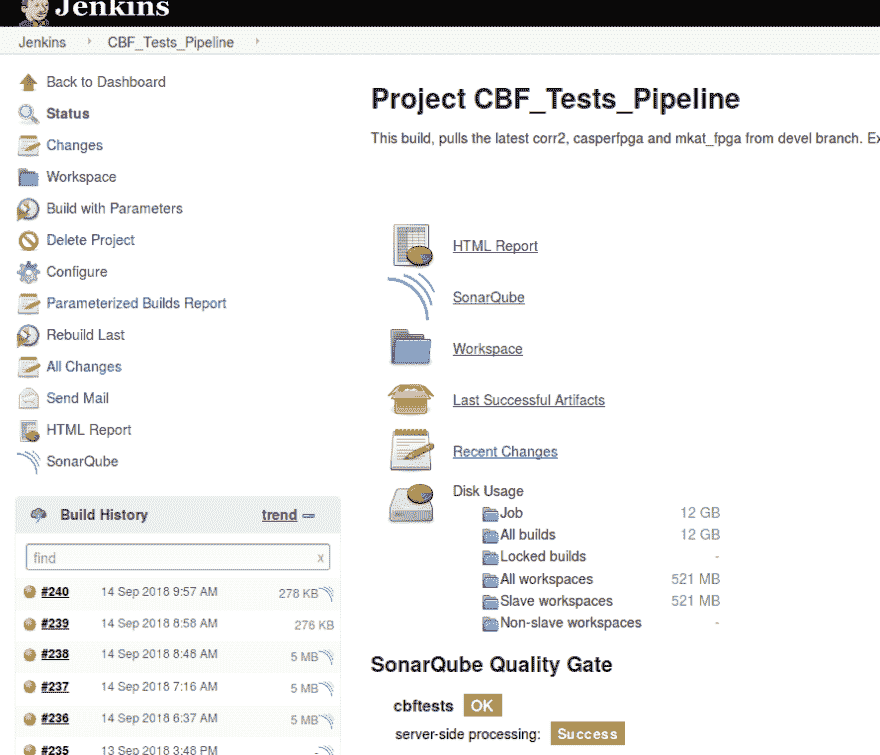 Jenkins
Jenkins CBF_Tests_Pipeline
Back to Dashboard
Status
Changes
Workspace
Build with Parameters
Delete Project
Configure
Parameterized Builds Report
Rebuild Last
All Changes
Send Mail
HTML Report
SonarQube
Build History trend
find x
#240 14 Sep 2018 9:57 AM 278 KB
#239 14 Sep 2018 8:58 AM 276 KB
#238 14 Sep 2018 8:48 AM 5 MB
#237 14 Sep 2018 7:16 AM 5 MB
#236 14 Sep 2018 6:37 AM 5 MB
#235 13 Sep 2018 3:48 PM
Project CBF_Tests_Pipeline
This build, pulls the latest corr2, casperfpga and mkat_fpga from devel branch. Ex
HTML Report
SonarQube
Workspace
Last Successful Artifacts
Recent Changes
Disk Usage
Job 12 GB
All builds 12 GB
Locked builds -
All workspaces 521 MB
Slave workspaces 521 MB
Non-slave workspaces -
SonarQube Quality Gate
cbftests OK
server-side processing: Success